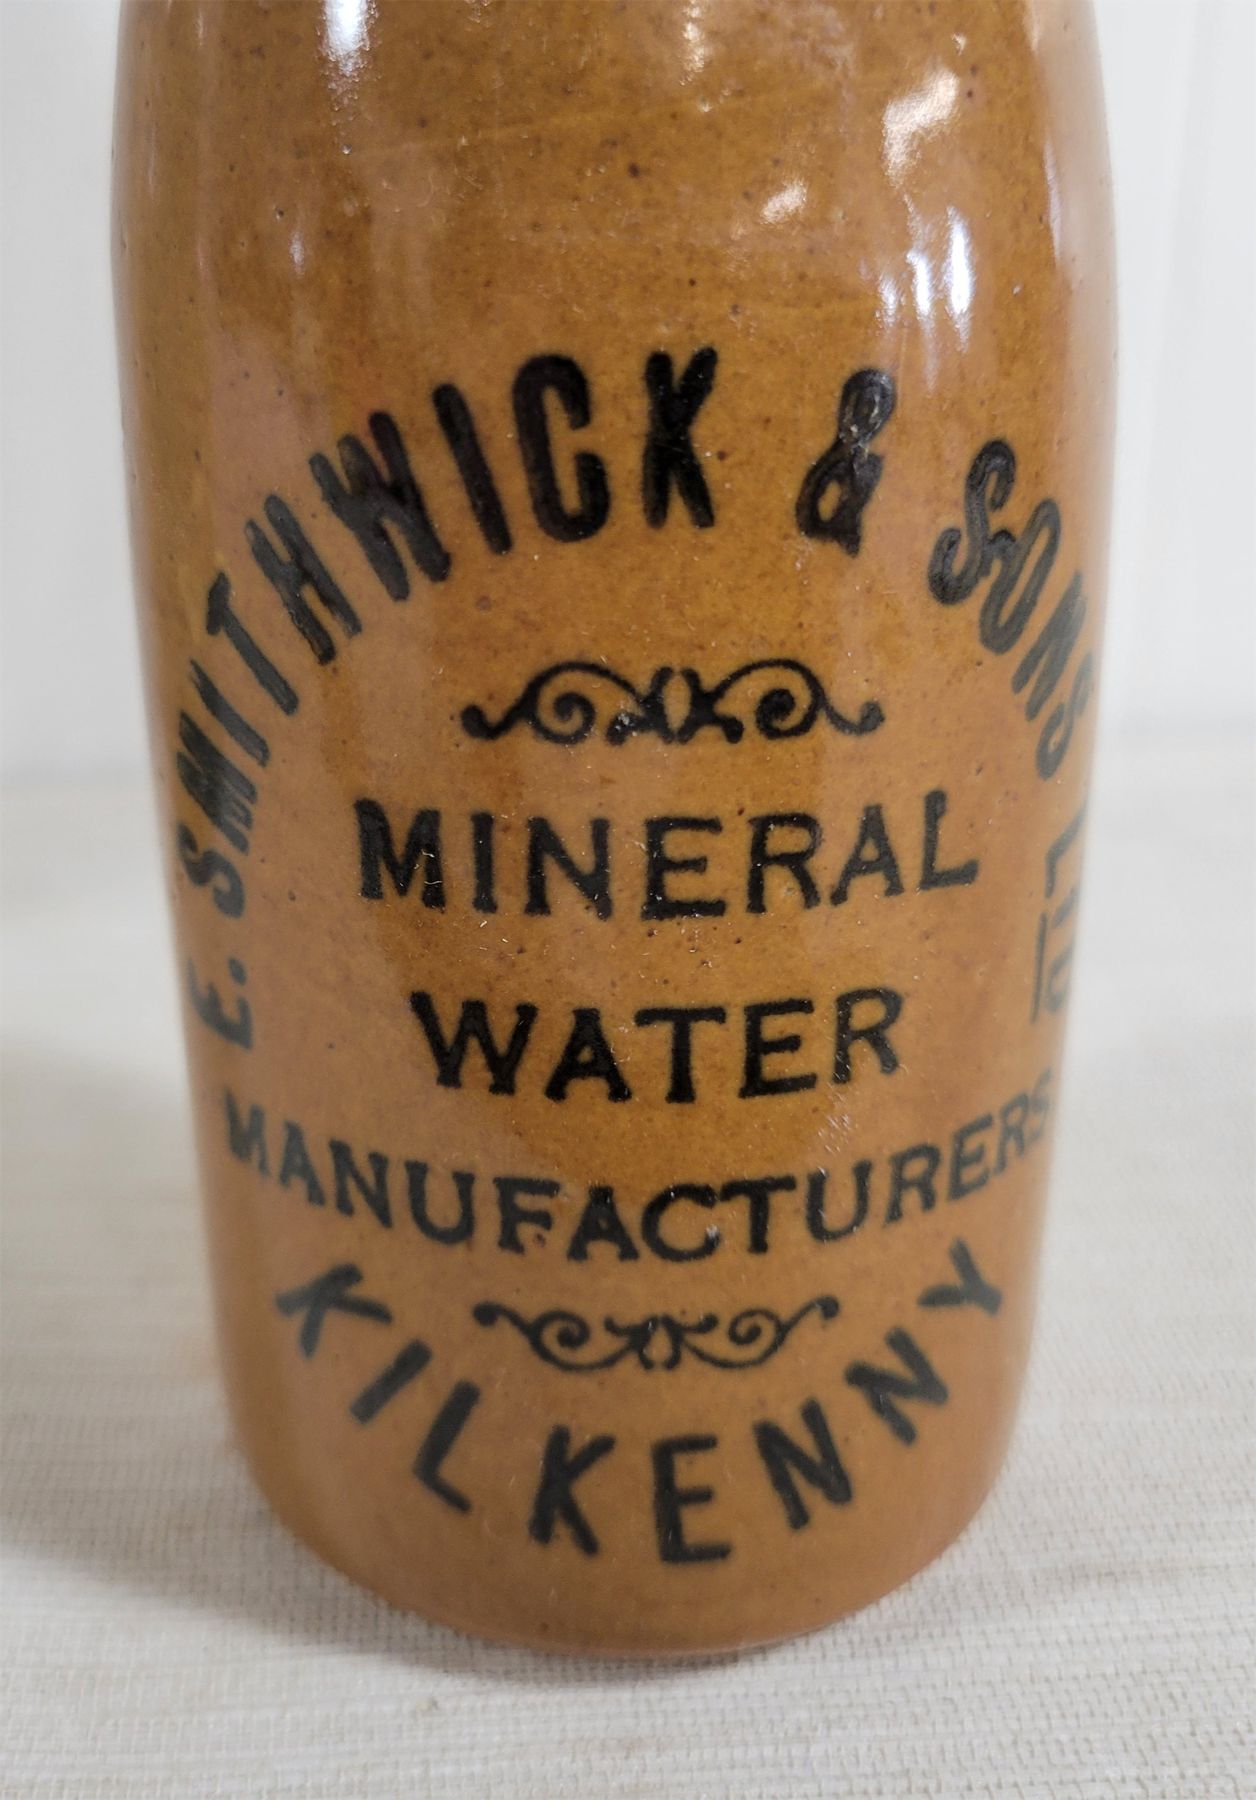 E. SMITHWICK & SONS LTD
MINERAL
WATER
MANUFACTURERS
KILKENNY